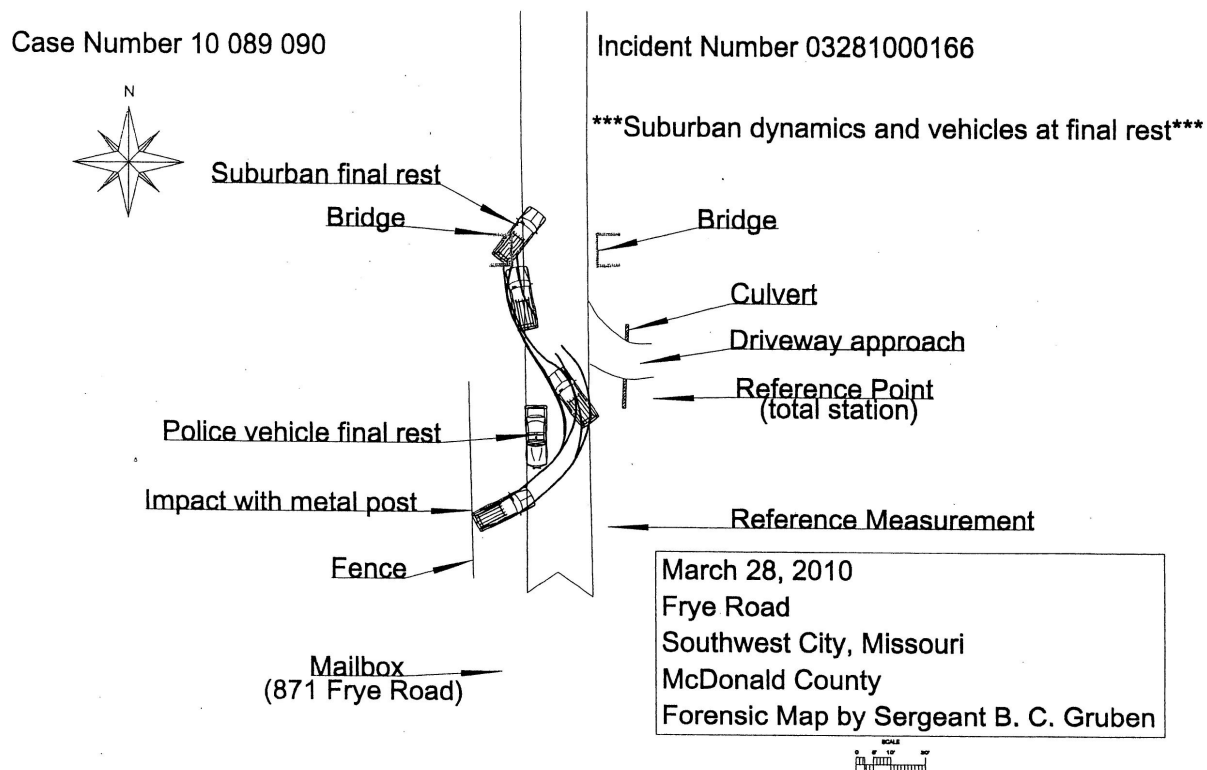 Case Number 10 089 090
Incident Number 03281000166
N
***Suburban dynamics and vehicles at final rest***
Suburban final rest
Bridge
Bridge
Culvert
Driveway approach
Reference Point
(total station)
Police vehicle final rest
Impact with metal post
Reference Measurement
Fence
March 28, 2010
Frye Road
Southwest City, Missouri
McDonald County
Forensic Map by Sergeant B. C. Gruben
Mailbox
(871 Frye Road)
SCALE